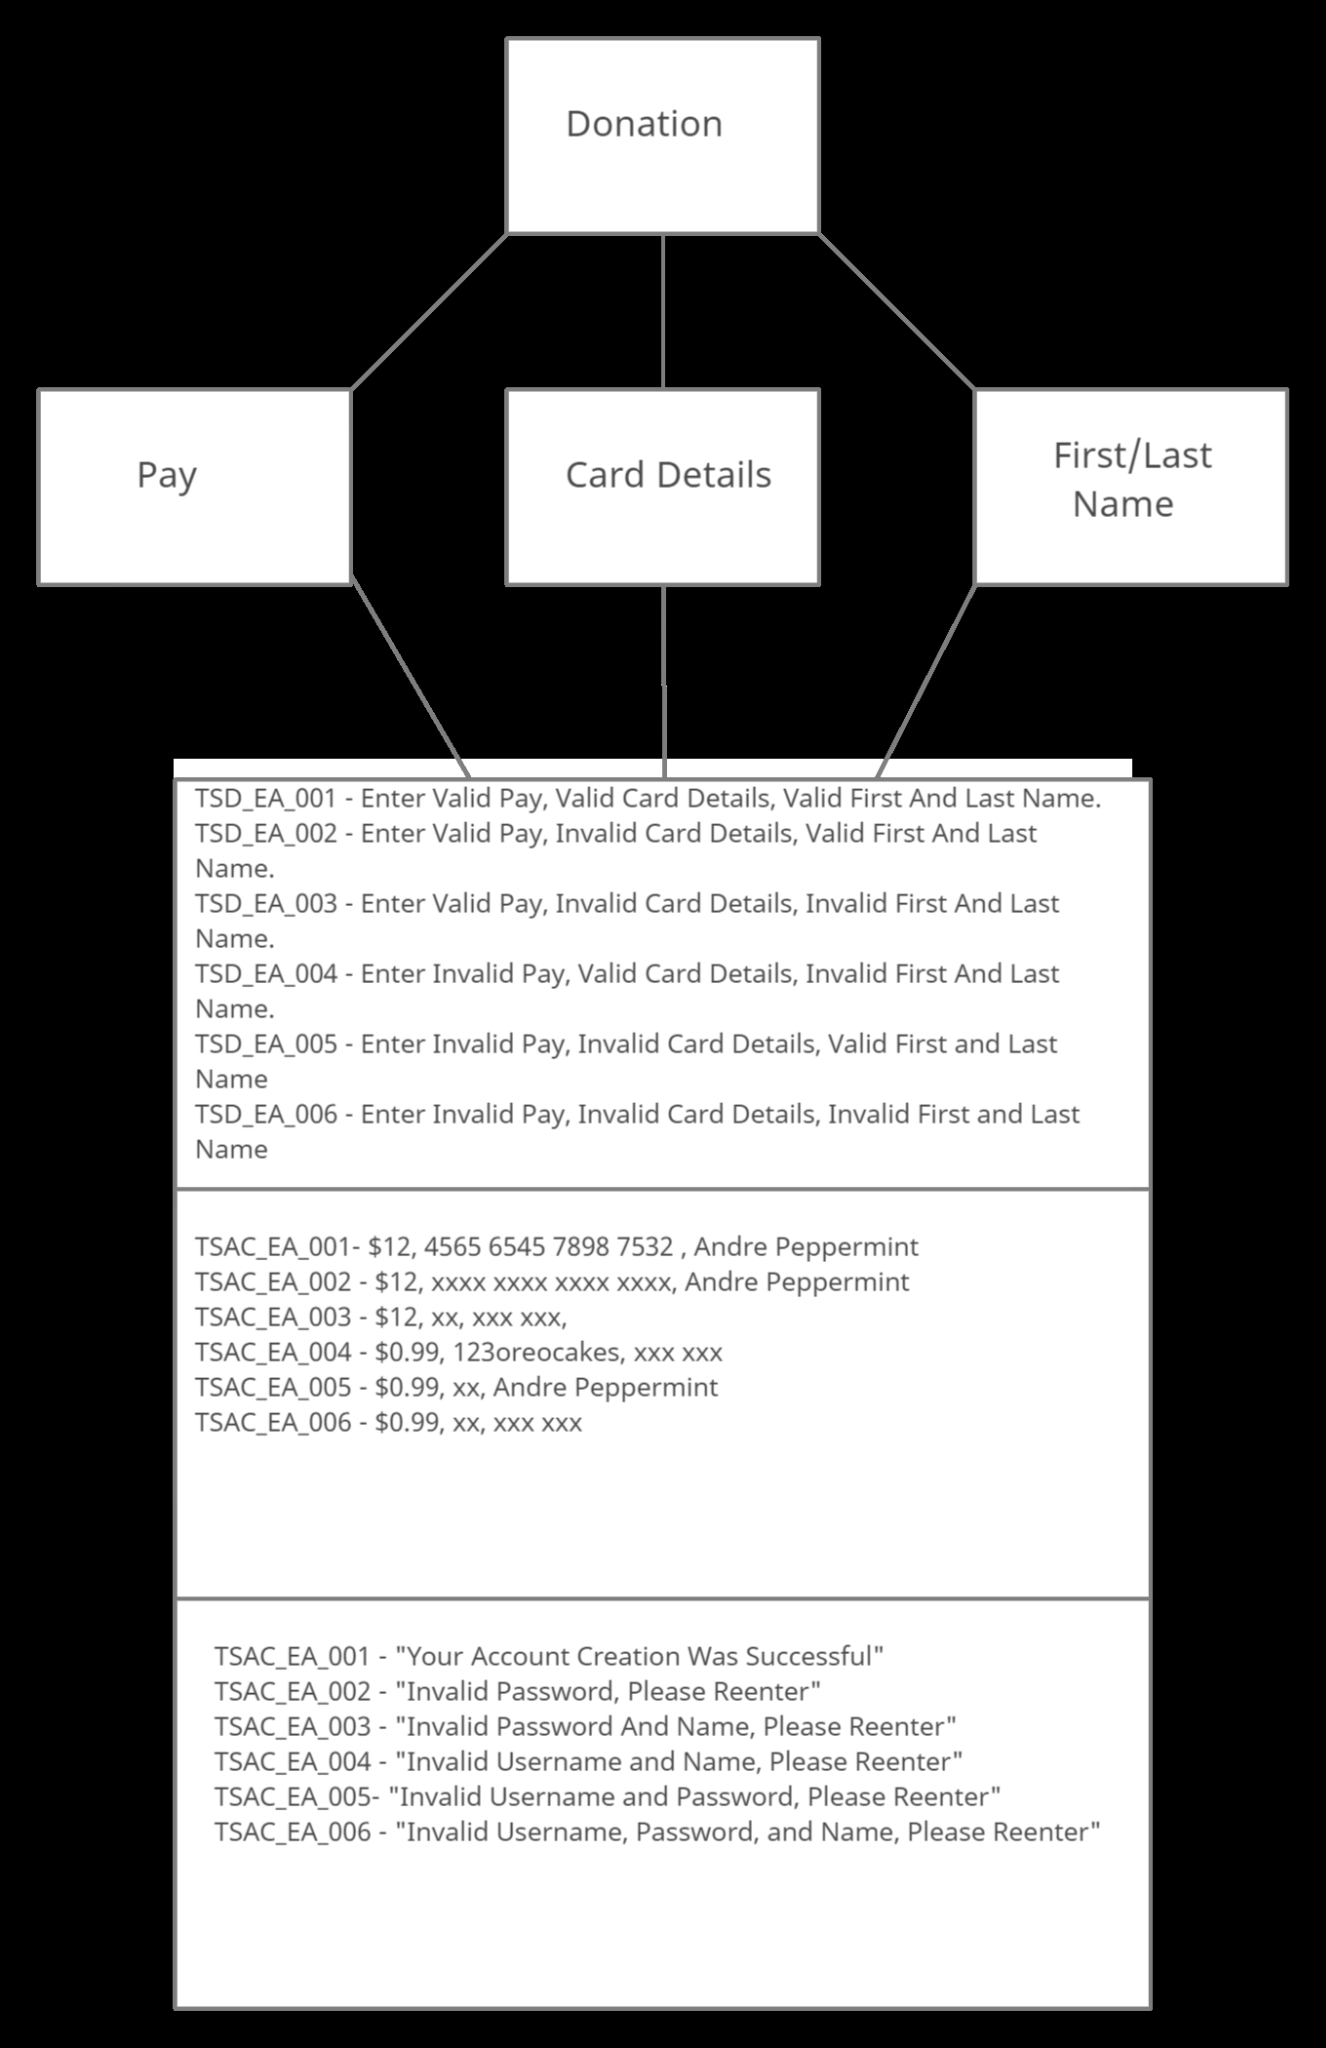 Donation
Pay
Card Details
First/Last
Name
TSD_EA_001 - Enter Valid Pay, Valid Card Details, Valid First And Last Name.
TSD_EA_002 - Enter Valid Pay, Invalid Card Details, Valid First And Last
Name.
TSD_EA_003 - Enter Valid Pay, Invalid Card Details, Invalid First And Last
Name.
TSD_EA_004 - Enter Invalid Pay, Valid Card Details, Invalid First And Last
Name.
TSD_EA_005 - Enter Invalid Pay, Invalid Card Details, Valid First and Last
Name
TSD_EA_006 - Enter Invalid Pay, Invalid Card Details, Invalid First and Last
Name
TSAC_EA_001- $12, 4565 6545 7898 7532 , Andre Peppermint
TSAC_EA_002 - $12, xxxx xxxx xxxx xxxx, Andre Peppermint
TSAC_EA_003 - $12, xx, xxx xxx,
TSAC_EA_004 - $0.99, 123oreocakes, xxx xxx
TSAC_EA_005 - $0.99, xx, Andre Peppermint
TSAC_EA_006 - $0.99, xx, xxx xxx
TSAC_EA_001 - "Your Account Creation Was Successful"
TSAC_EA_002 - "Invalid Password, Please Reenter"
TSAC_EA_003 - "Invalid Password And Name, Please Reenter"
TSAC_EA_004 - "Invalid Username and Name, Please Reenter"
TSAC_EA_005- "Invalid Username and Password, Please Reenter"
TSAC_EA_006 - "Invalid Username, Password, and Name, Please Reenter"